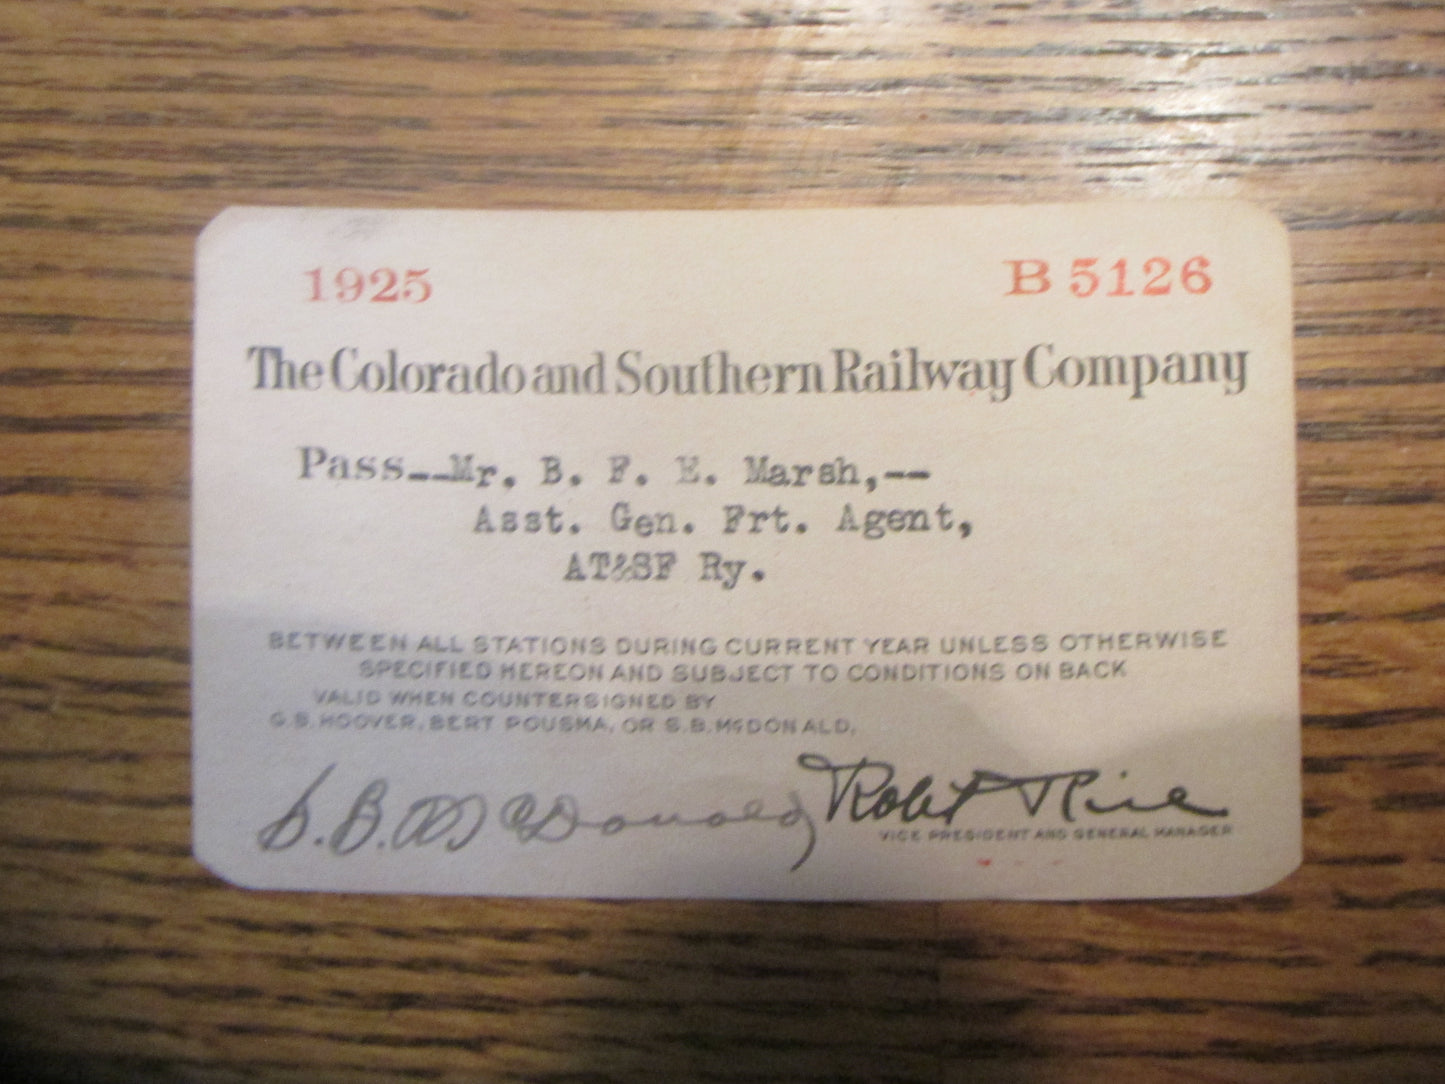 1925 B 5126
The Colorado and Southern Railway Company
Pass--Mr. B. F. E. Marsh,--
Asst. Gen. Frt. Agent,
AT&SF Ry.
BETWEEN ALL STATIONS DURING CURRENT YEAR UNLESS OTHERWISE
SPECIFIED HEREON AND SUBJECT TO CONDITIONS ON BACK
VALID WHEN COUNTERSIGNED BY
G.S. HOOVER, BERT POUSMA, OR S.B. McDONALD.
S. B. McDonald Robt Rice
VICE PRESIDENT AND GENERAL MANAGER